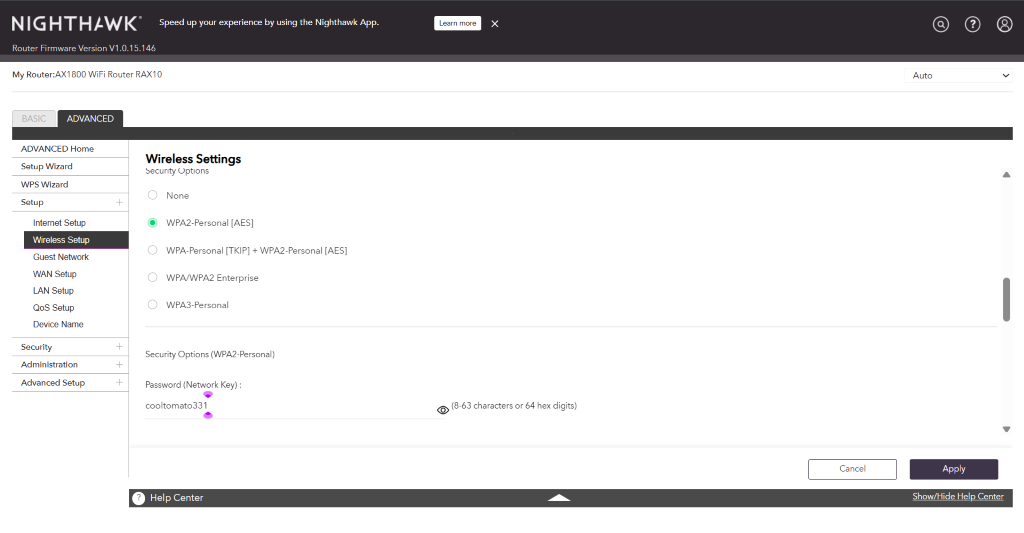 NIGHTHAWK®
Speed up your experience by using the Nighthawk App.
Learn more
Router Firmware Version V1.0.15.146
My Router:AX1800 WiFi Router RAX10
Auto
BASIC
ADVANCED
ADVANCED Home
Setup Wizard
WPS Wizard
Setup
Internet Setup
Wireless Setup
Guest Network
WAN Setup
LAN Setup
QoS Setup
Device Name
Security
Administration
Advanced Setup
Wireless Settings
Security Options
None
WPA2-Personal [AES]
WPA-Personal [TKIP] + WPA2-Personal [AES]
WPA/WPA2 Enterprise
WPA3-Personal
Security Options (WPA2-Personal)
Password (Network Key) :
cooltomato331
(8-63 characters or 64 hex digits)
Cancel
Apply
? Help Center
Show/Hide Help Center